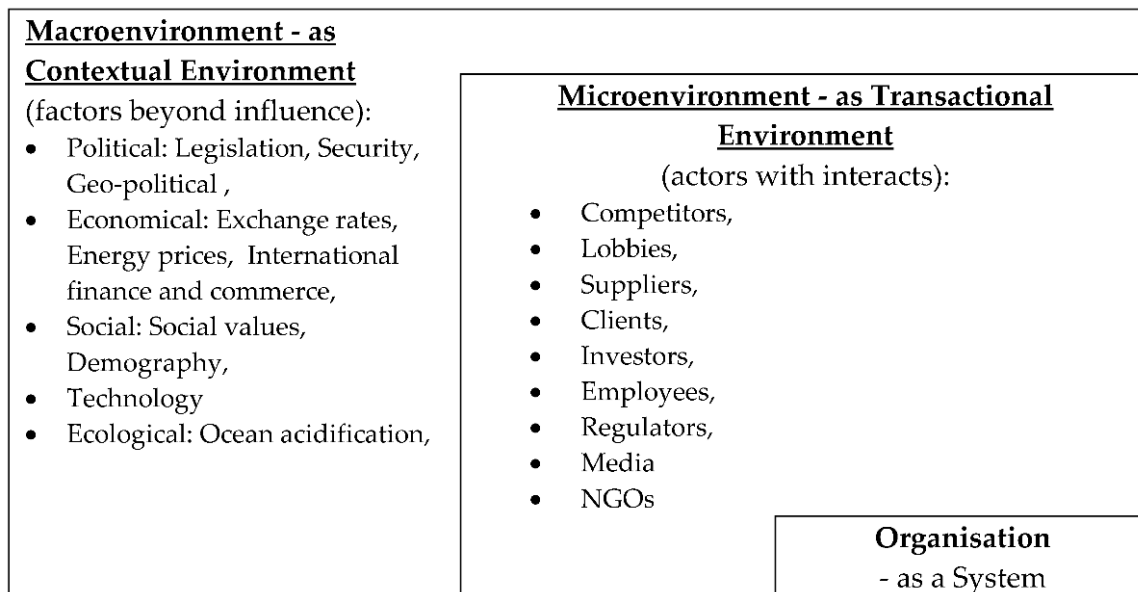 Macroenvironment - as
Contextual Environment
(factors beyond influence):
• Political: Legislation, Security,
Geo-political ,
• Economical: Exchange rates,
Energy prices, International
finance and commerce,
• Social: Social values,
Demography,
• Technology
• Ecological: Ocean acidification,
Microenvironment - as Transactional
Environment
(actors with interacts):
• Competitors,
• Lobbies,
• Suppliers,
• Clients,
• Investors,
• Employees,
• Regulators,
• Media
• NGOs
Organisation
- as a System